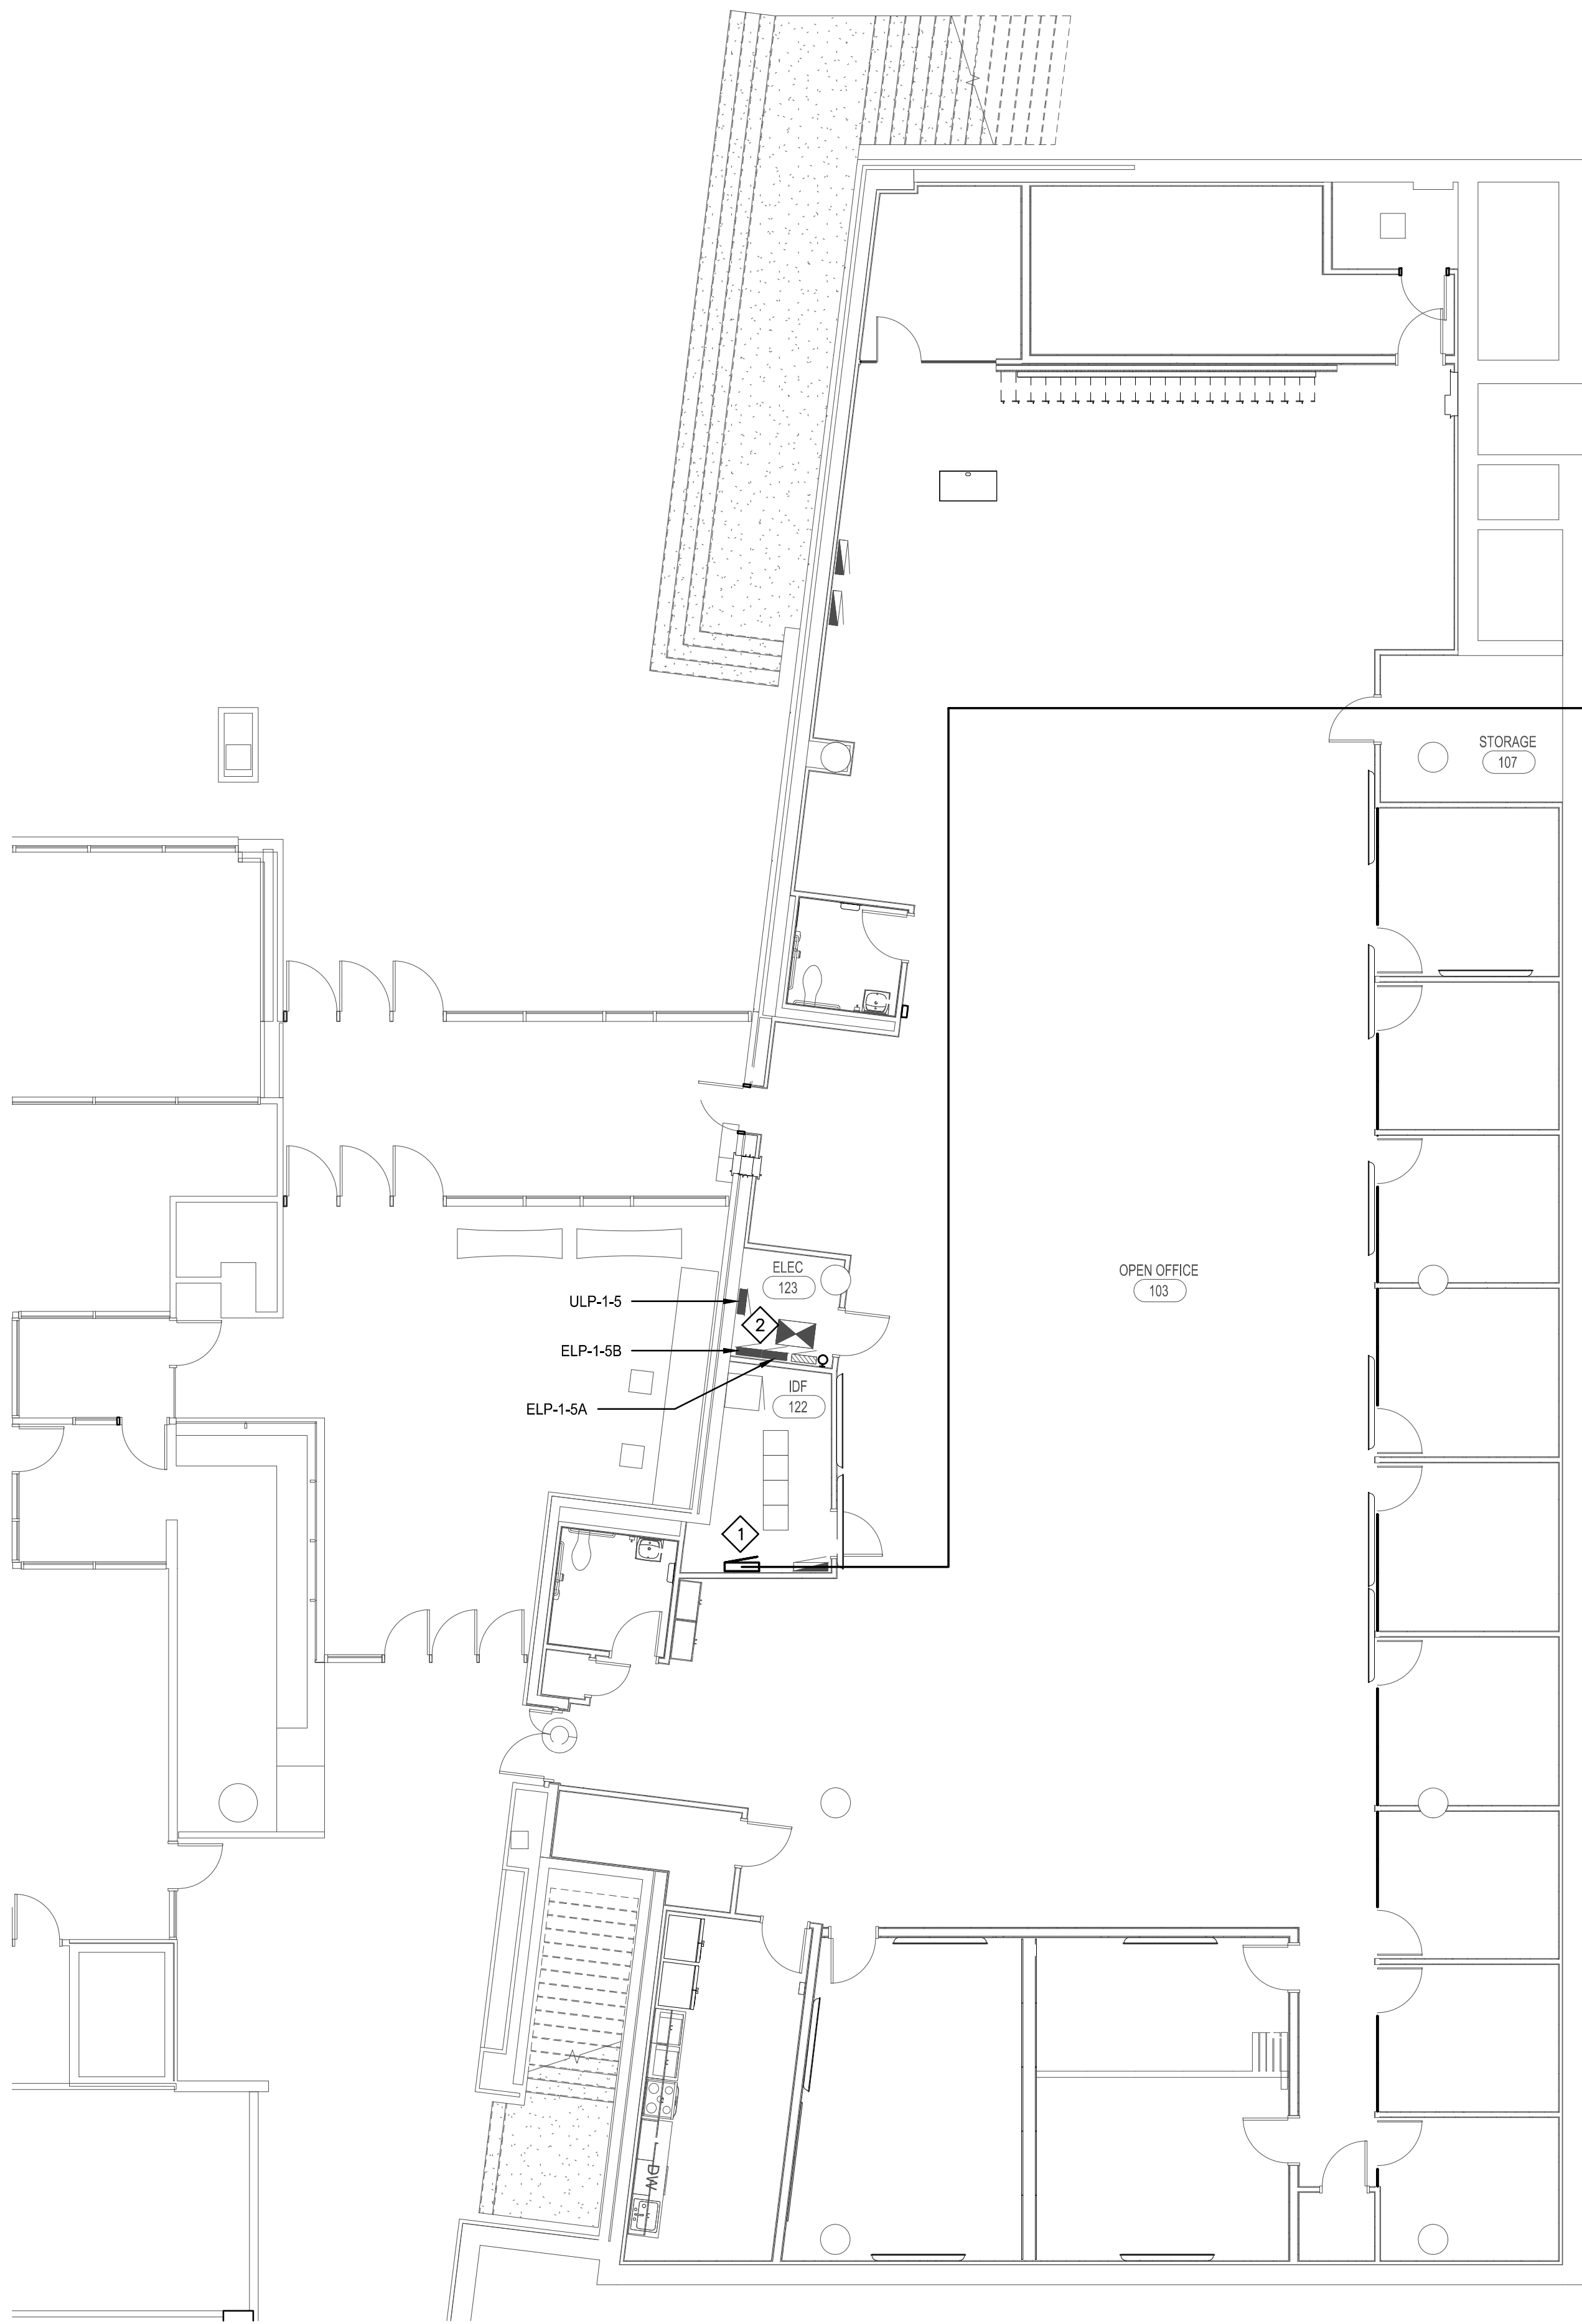 STORAGE
107
ELEC
123
OPEN OFFICE
103
ULP-1-5
2
ELP-1-5B
IDF
122
ELP-1-5A
1
DW